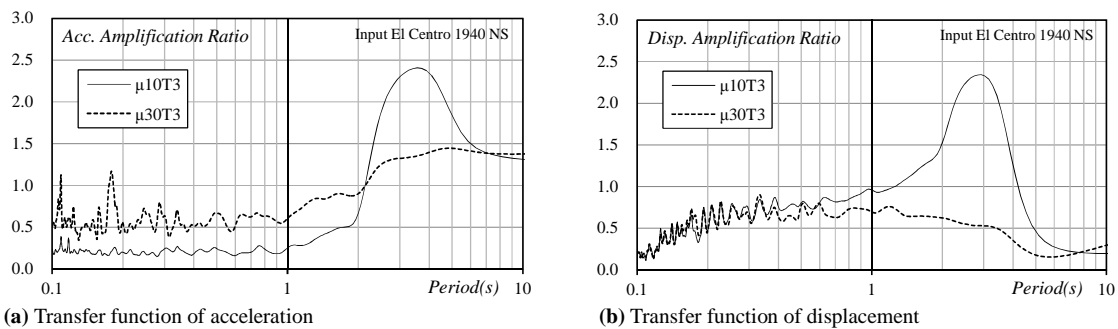 3.0
2.5
2.0
1.5
1.0
0.5
0.0
Acc. Amplification Ratio
Input El Centro 1940 NS
μ10T3
μ30T3
0.1
1
Period(s)
10
(a) Transfer function of acceleration
3.0
2.5
2.0
1.5
1.0
0.5
0.0
Disp. Amplification Ratio
Input El Centro 1940 NS
μ10T3
μ30T3
0.1
1
Period(s)
10
(b) Transfer function of displacement